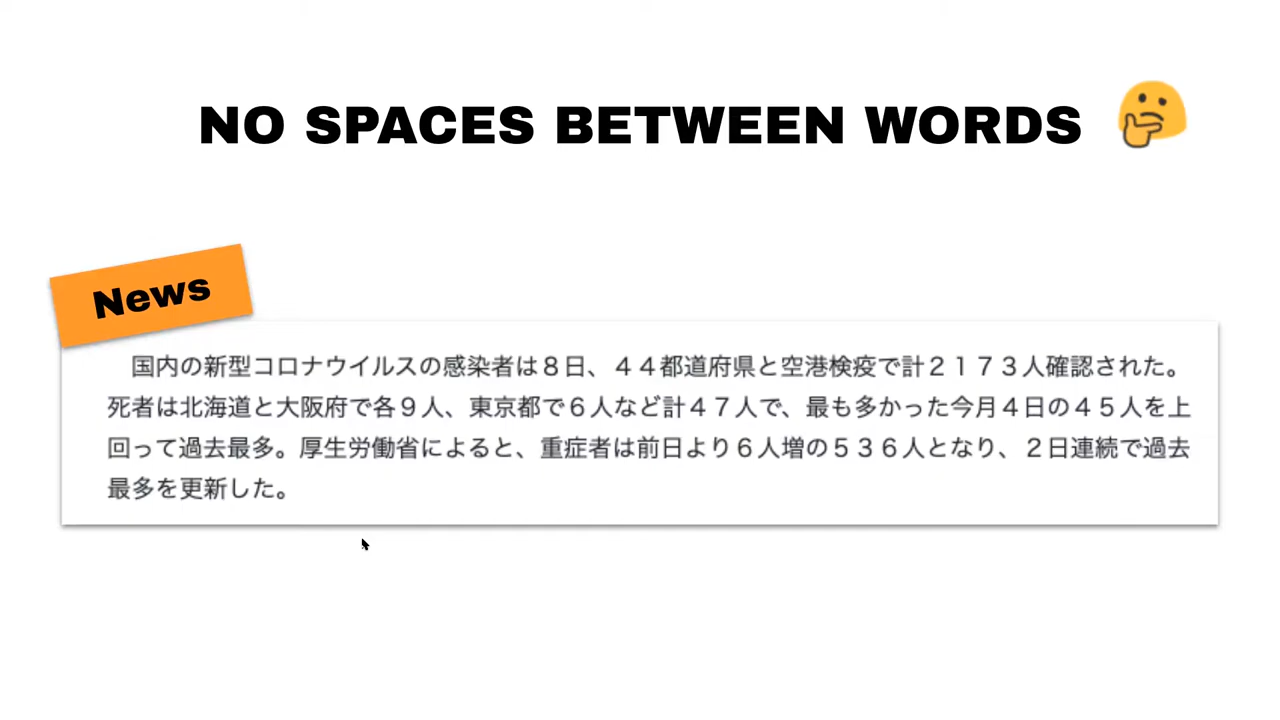 NO SPACES BETWEEN WORDS
News
国内の新型コロナウイルスの感染者は８日、４４都道府県と空港検疫で計２１７３人確認された。
死者は北海道と大阪府で各９人、東京都で６人など計４７人で、最も多かった今月４日の４５人を上
回って過去最多。厚生労働省によると、重症者は前日より６人増の５３６人となり、２日連続で過去
最多を更新した。